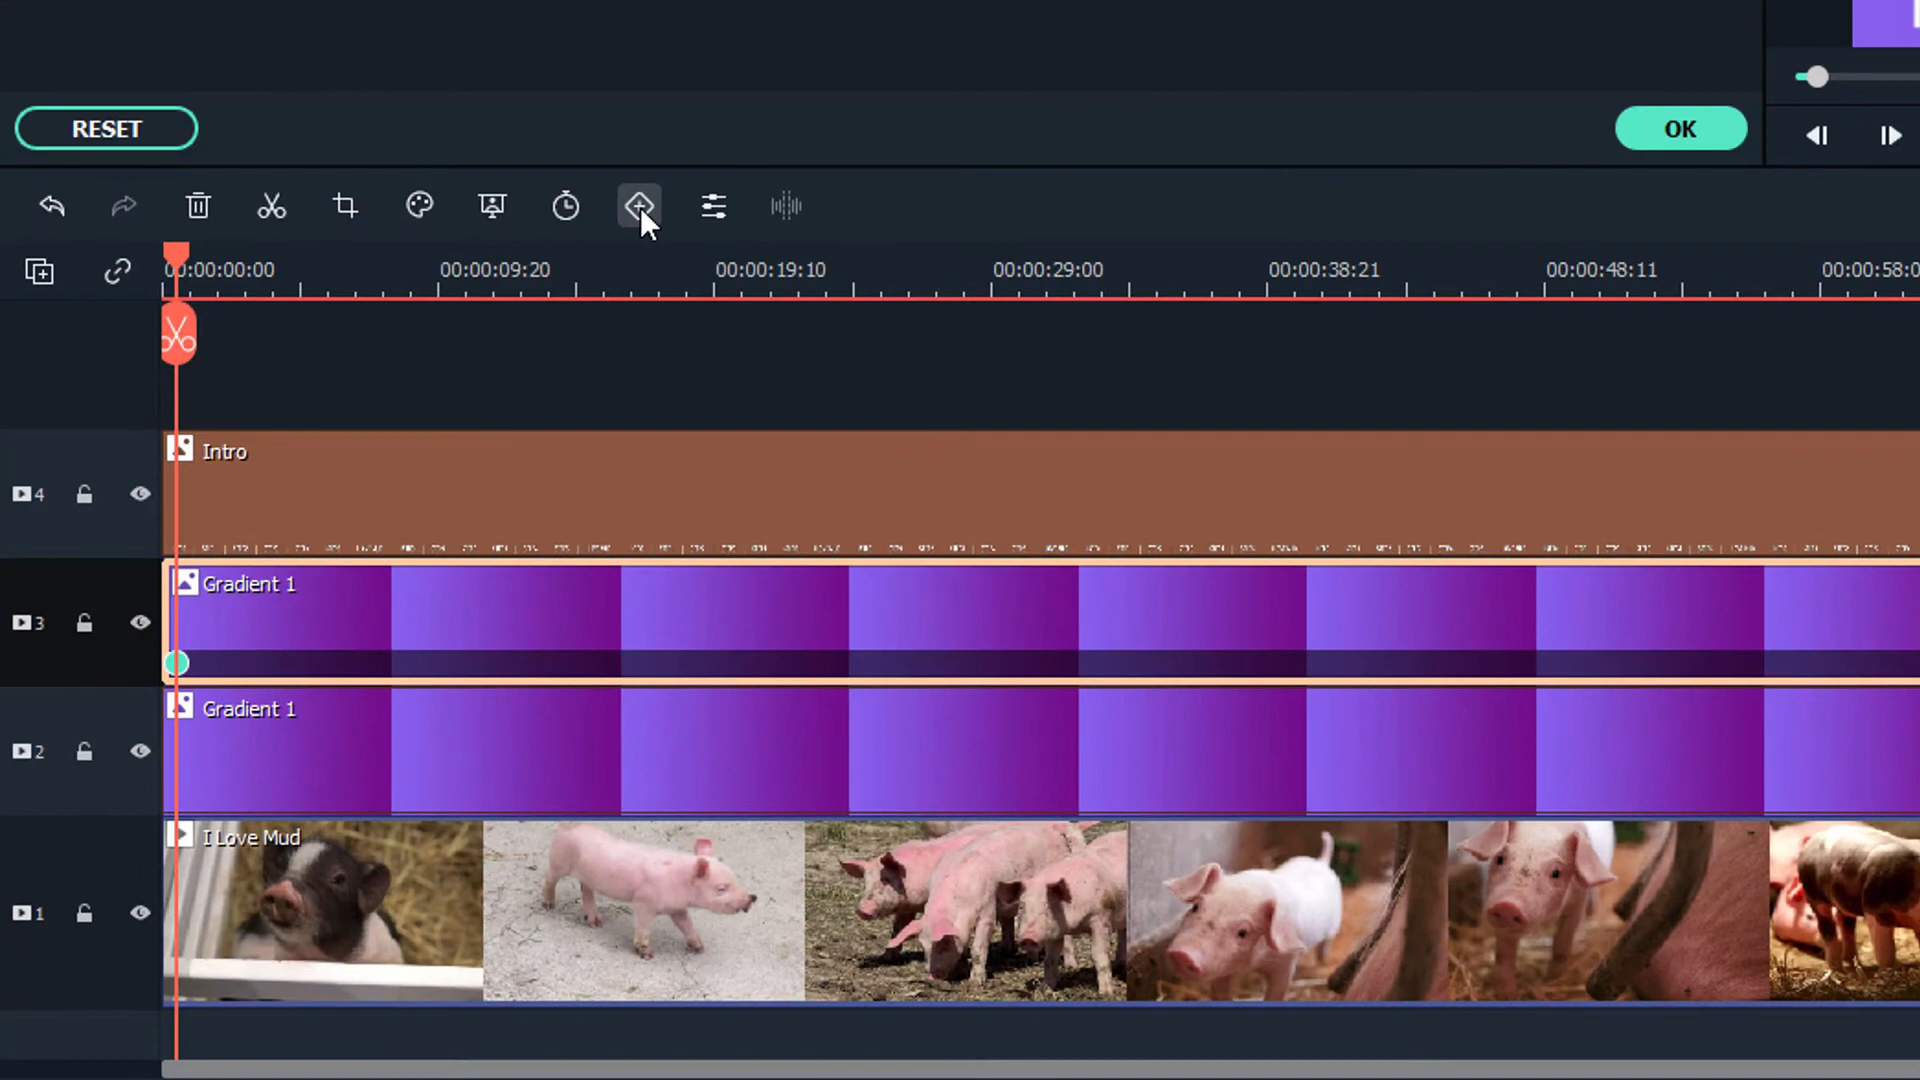 RESET
OK
00:00:00:00
00:00:09:20
00:00:19:10
00:00:29:00
00:00:38:21
00:00:48:11
00:00:58:0
Intro
4
Gradient 1
3
Gradient 1
2
I Love Mud
1